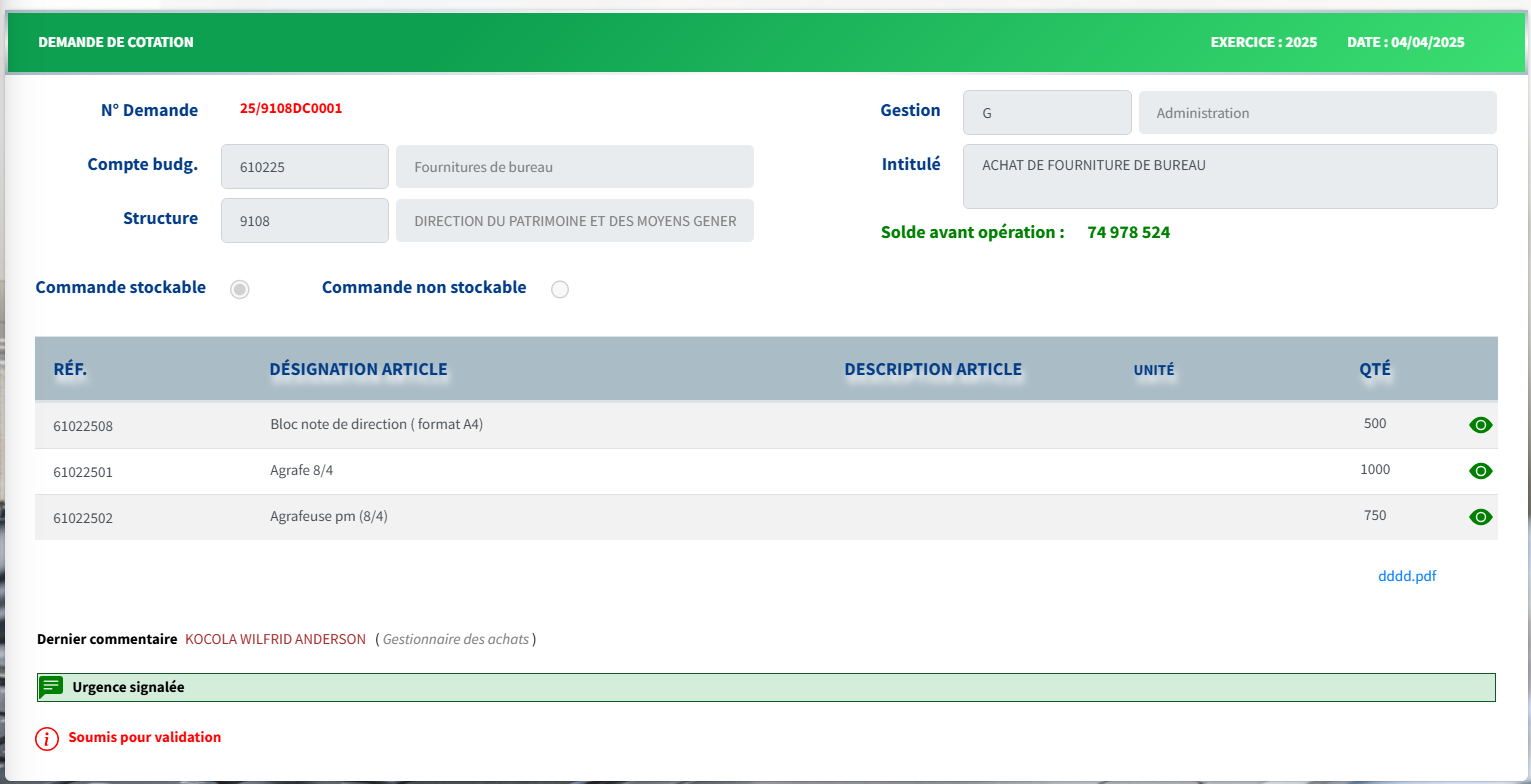 DEMANDE DE COTATION EXERCICE : 2025 DATE : 04/04/2025
N° Demande 25/9108DC0001 Gestion G Administration
Compte budg. 610225 Fournitures de bureau Intitulé ACHAT DE FOURNITURE DE BUREAU
Structure 9108 DIRECTION DU PATRIMOINE ET DES MOYENS GENER
Solde avant opération : 74 978 524
Commande stockable Commande non stockable
RÉF. DÉSIGNATION ARTICLE DESCRIPTION ARTICLE UNITÉ QTÉ
61022508 Bloc note de direction ( format A4) 500
61022501 Agrafe 8/4 1000
61022502 Agrafeuse pm (8/4) 750
dddd.pdf
Dernier commentaire KOCOLA WILFRID ANDERSON ( Gestionnaire des achats )
Urgence signalée
Soumis pour validation